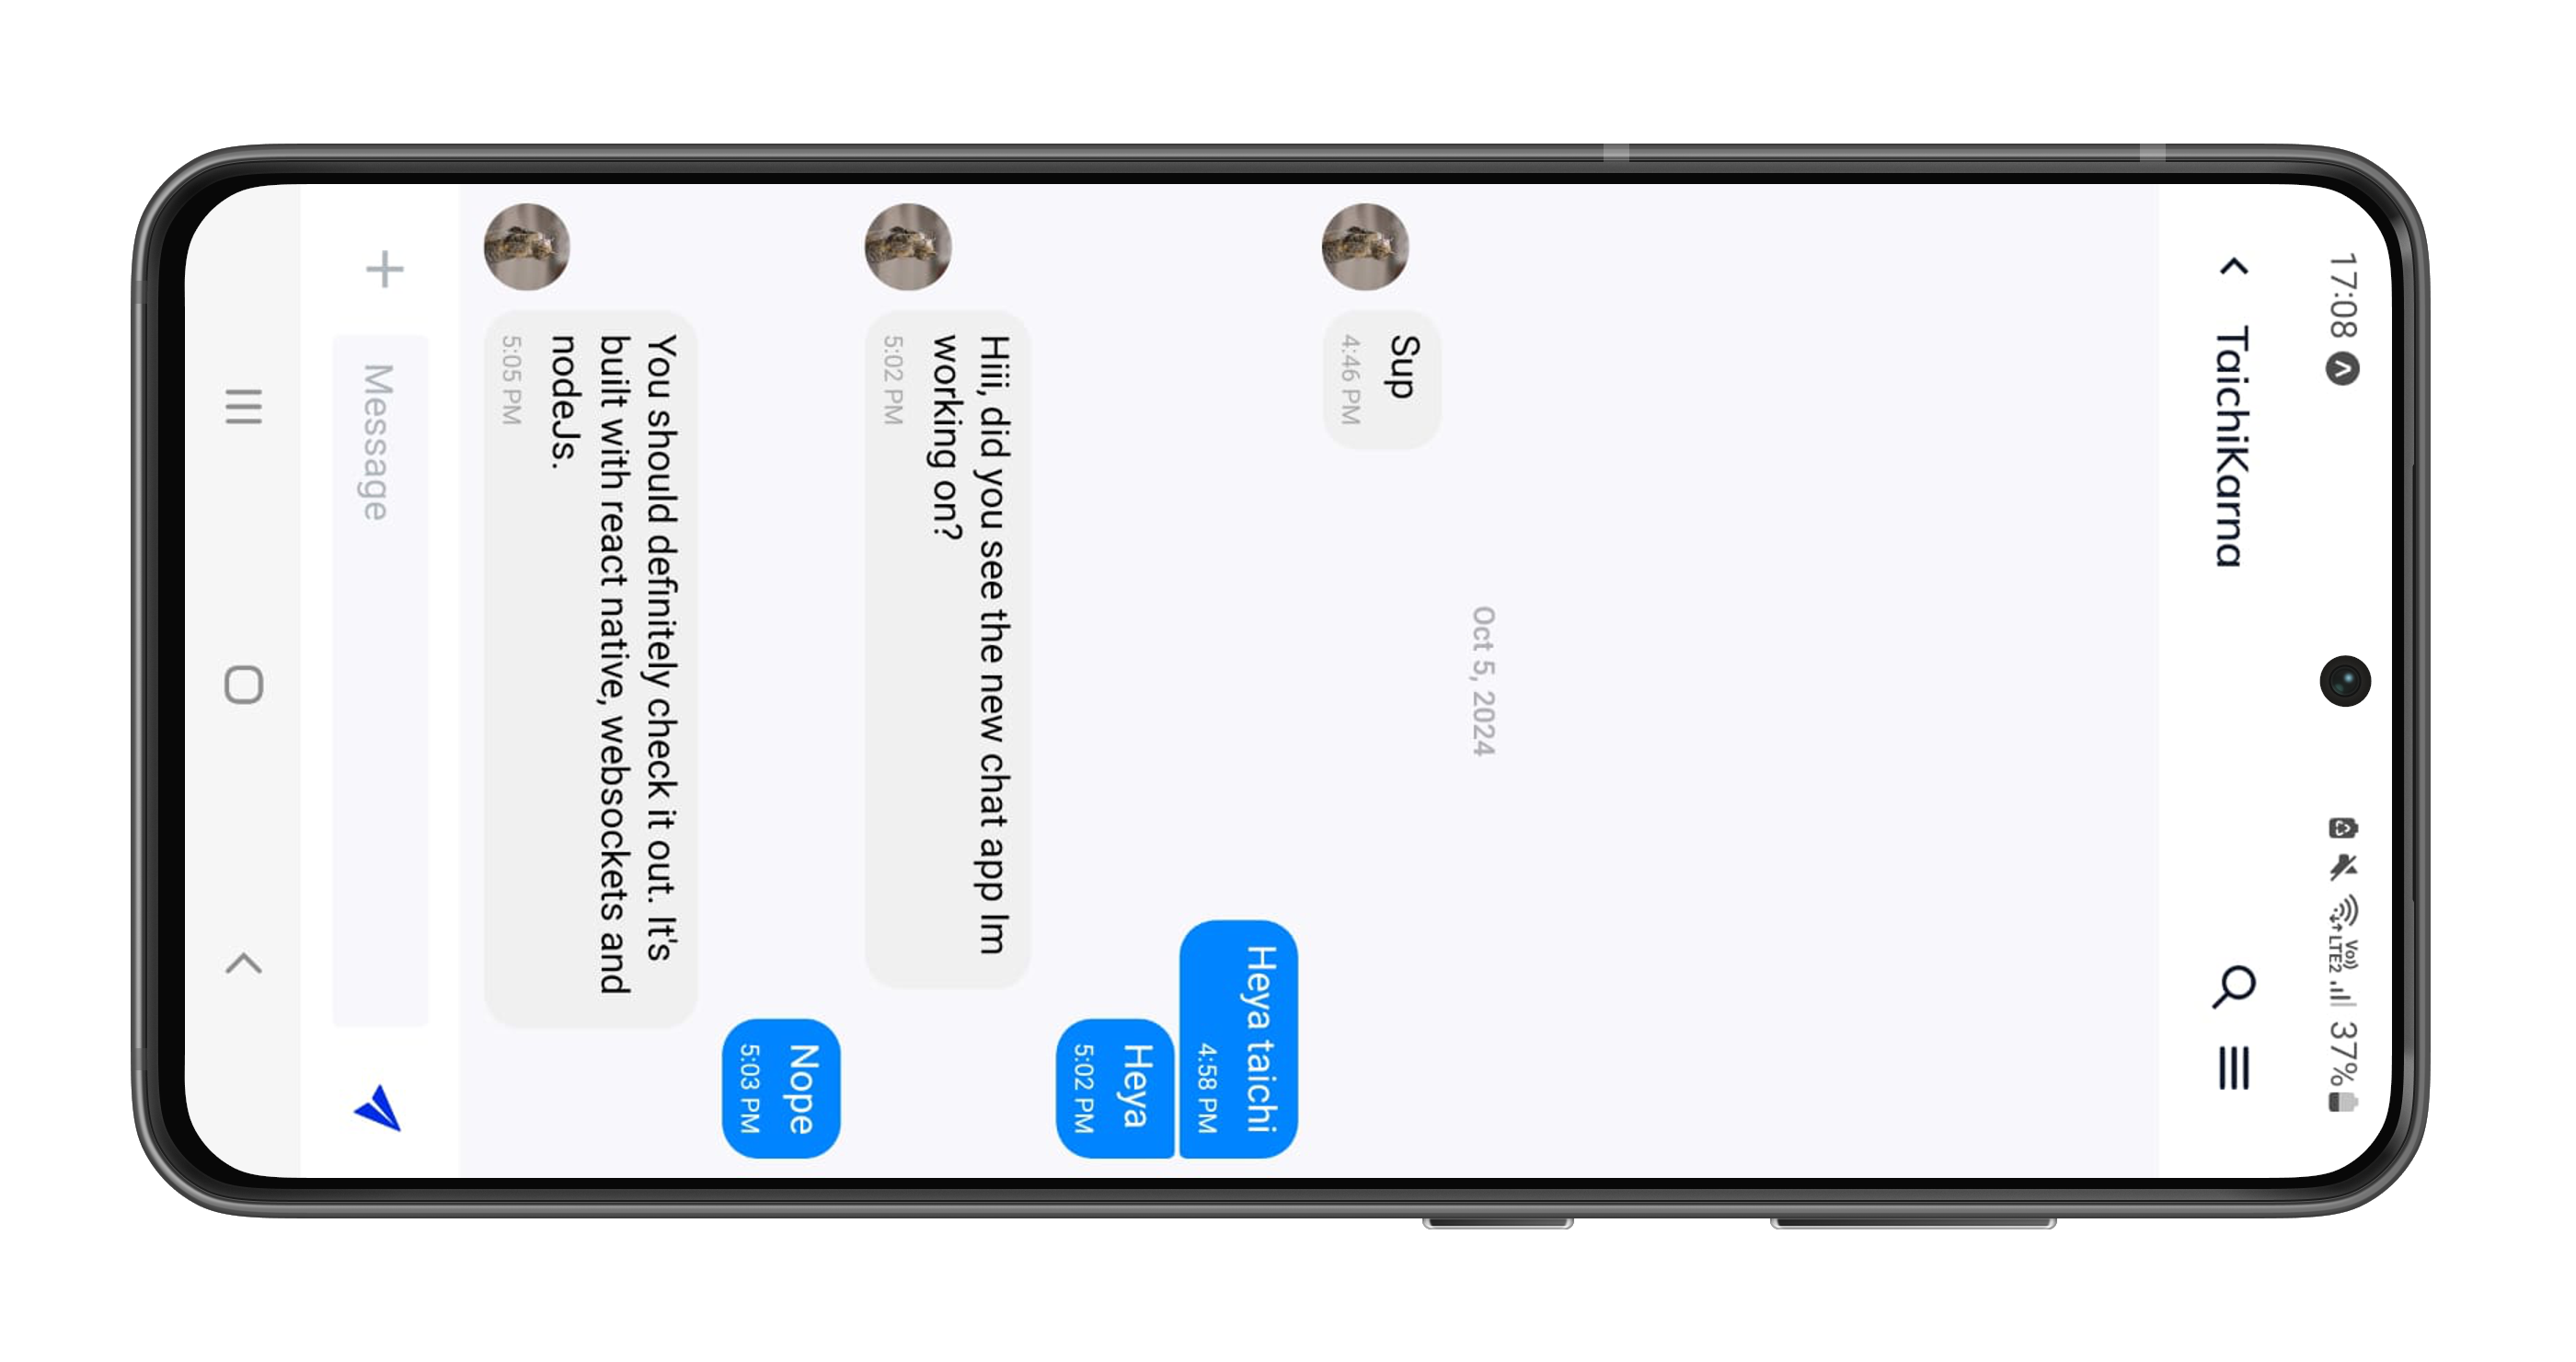 17:08
Vo))
LTE2
37%
TaichiKarna
Oct 5, 2024
Sup
4:46 PM
Heya taichi
4:58 PM
Heya
5:02 PM
Hiii, did you see the new chat app Im
working on?
5:02 PM
Nope
5:03 PM
You should definitely check it out. It's
built with react native, websockets and
nodeJs.
5:05 PM
Message